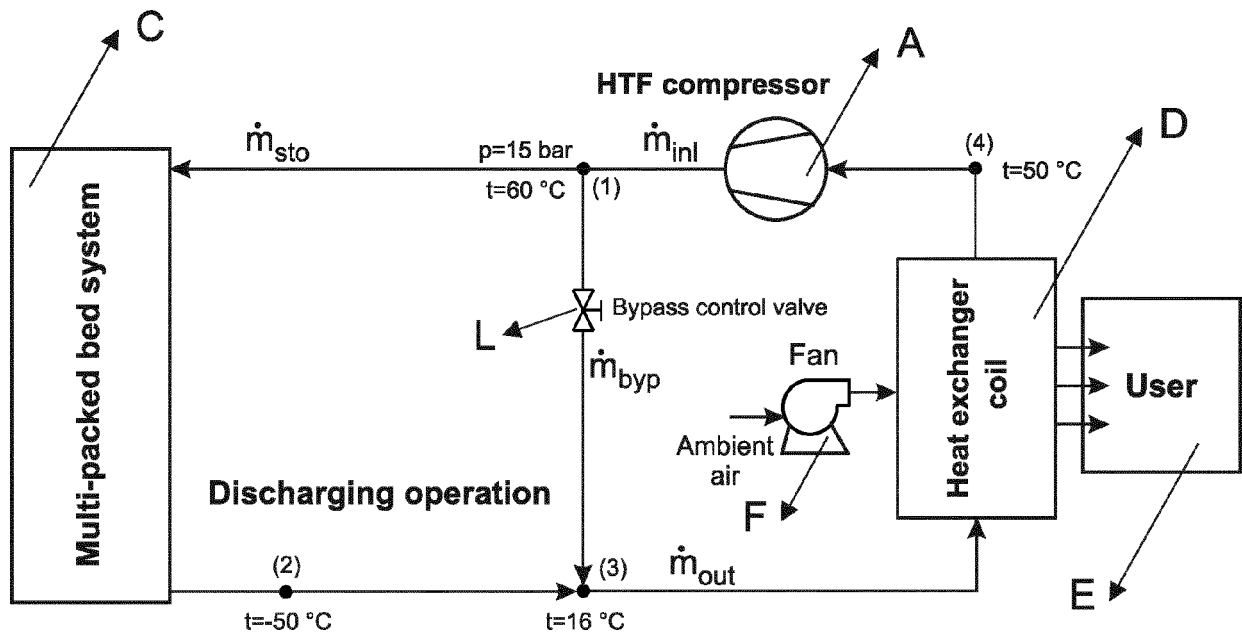 C
A
HTF compressor
D
ṁsto
p=15 bar
ṁinl
(4)
t=60 °C
(1)
t=50 °C
Multi-packed bed system
L
Bypass control valve
ṁbyp
Fan
Heat exchanger
coil
User
Ambient
air
Discharging operation
F
(2)
(3)
ṁout
t=-50 °C
t=16 °C
E